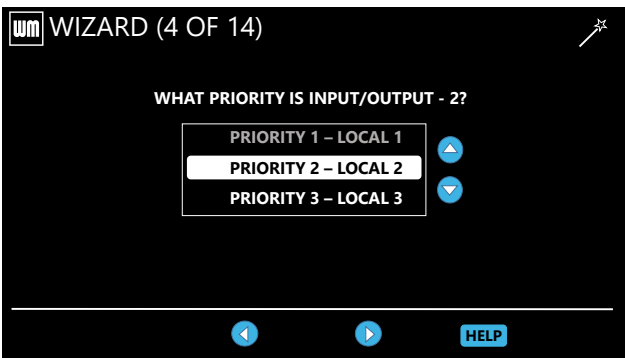 wm WIZARD (4 OF 14)
WHAT PRIORITY IS INPUT/OUTPUT - 2?
PRIORITY 1 – LOCAL 1
PRIORITY 2 – LOCAL 2
PRIORITY 3 – LOCAL 3
HELP